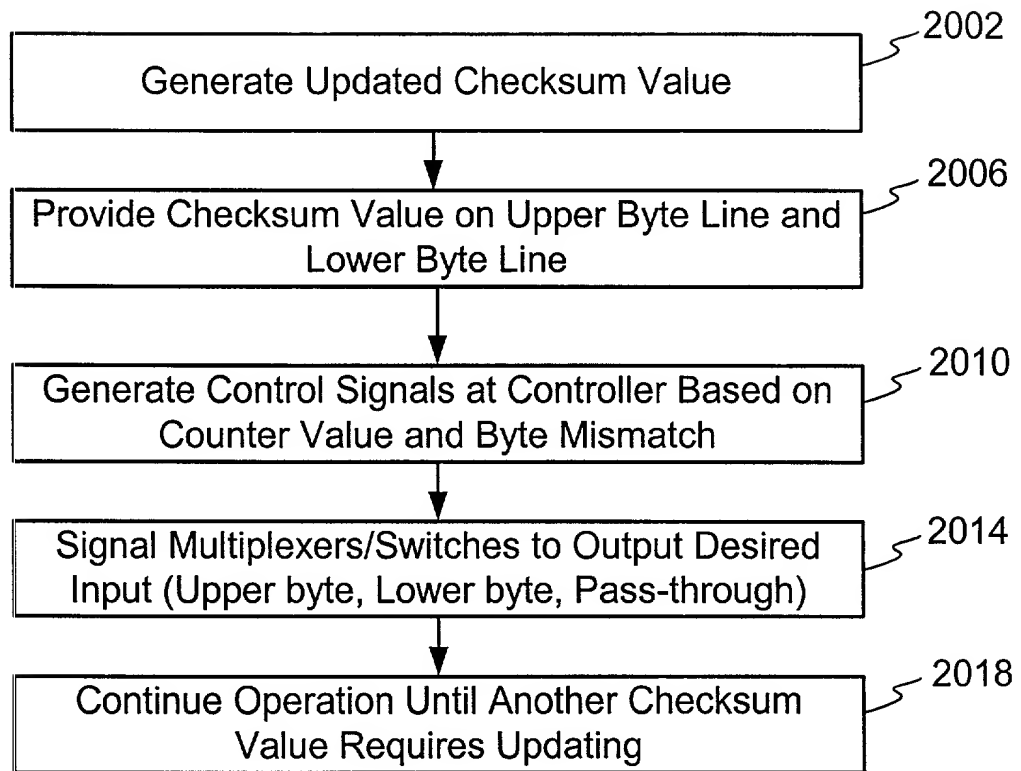 2002
Generate Updated Checksum Value
2006
Provide Checksum Value on Upper Byte Line and
Lower Byte Line
2010
Generate Control Signals at Controller Based on
Counter Value and Byte Mismatch
2014
Signal Multiplexers/Switches to Output Desired
Input (Upper byte, Lower byte, Pass-through)
2018
Continue Operation Until Another Checksum
Value Requires Updating